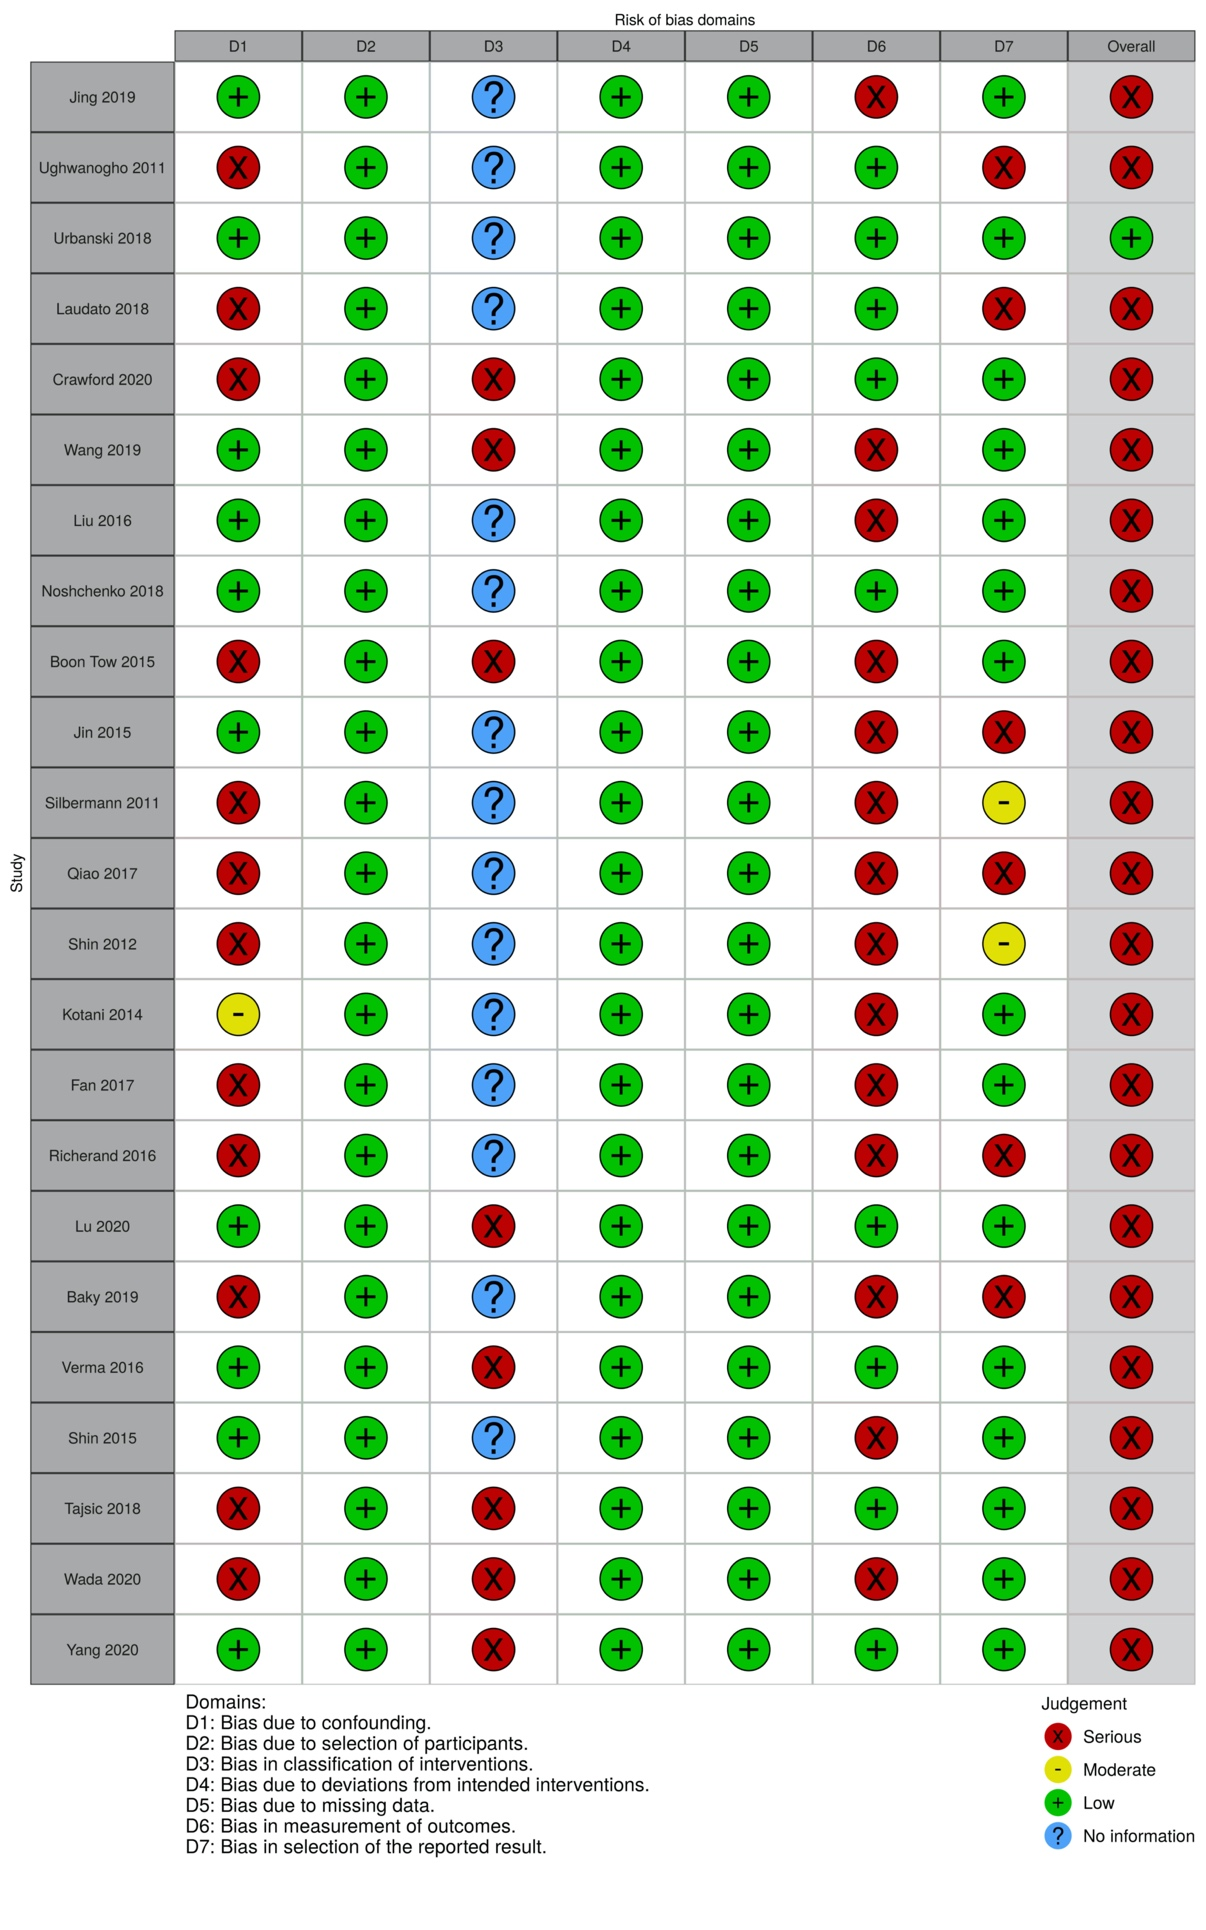 Risk of bias domains
D1 D2 D3 D4 D5 D6 D7 Overall
Study
Jing 2019 + + ? + + X + X
Ughwanogho 2011 X + ? + + + X X
Urbanski 2018 + + ? + + + + +
Laudato 2018 X + ? + + + X X
Crawford 2020 X + X + + + + X
Wang 2019 + + X + + X + X
Liu 2016 + + ? + + X + X
Noshchenko 2018 + + ? + + + + X
Boon Tow 2015 X + X + + X + X
Jin 2015 + + ? + + X X X
Silbermann 2011 X + ? + + X - X
Qiao 2017 X + ? + + X X X
Shin 2012 X + ? + + X - X
Kotani 2014 - + ? + + X + X
Fan 2017 X + ? + + X + X
Richerand 2016 X + ? + + X X X
Lu 2020 + + X + + + + X
Baky 2019 X + ? + + X X X
Verma 2016 + + X + + + + X
Shin 2015 + + ? + + X + X
Tajsic 2018 X + X + + + + X
Wada 2020 X + X + + X + X
Yang 2020 + + X + + + + X
Domains:
D1: Bias due to confounding.
D2: Bias due to selection of participants.
D3: Bias in classification of interventions.
D4: Bias due to deviations from intended interventions.
D5: Bias due to missing data.
D6: Bias in measurement of outcomes.
D7: Bias in selection of the reported result.
Judgement
X Serious
- Moderate
+ Low
? No information